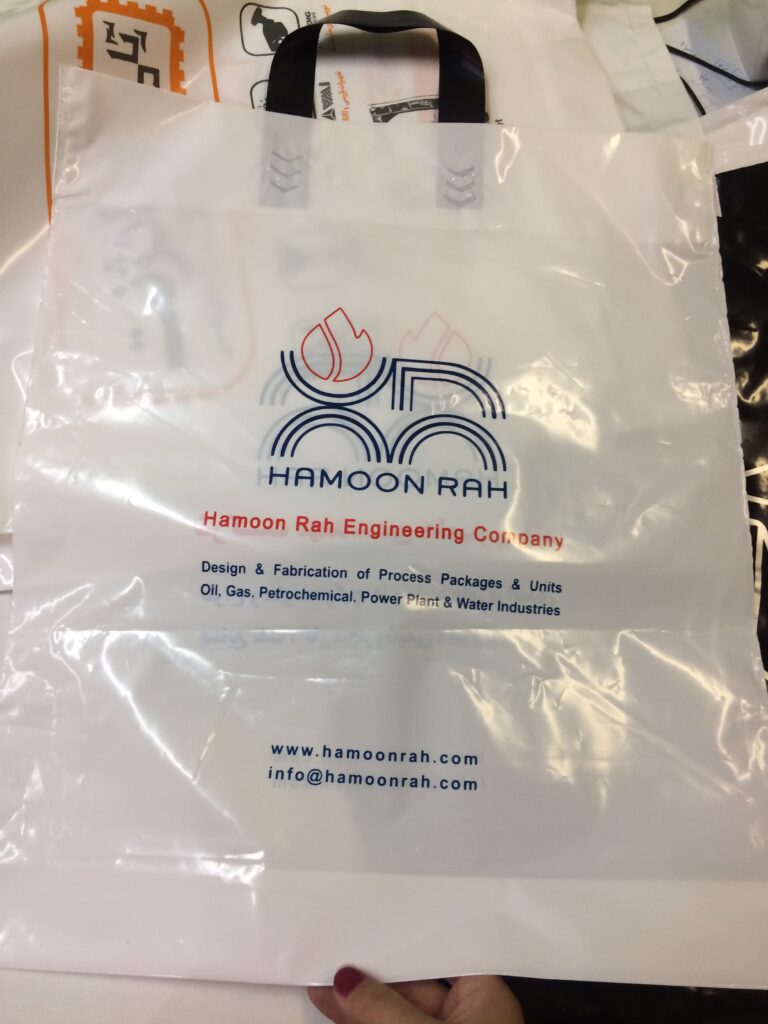 HAMOON RAH
Hamoon Rah Engineering Company
Design & Fabrication of Process Packages & Units
Oil, Gas, Petrochemical, Power Plant & Water Industries
www.hamoonrah.com
info@hamoonrah.com